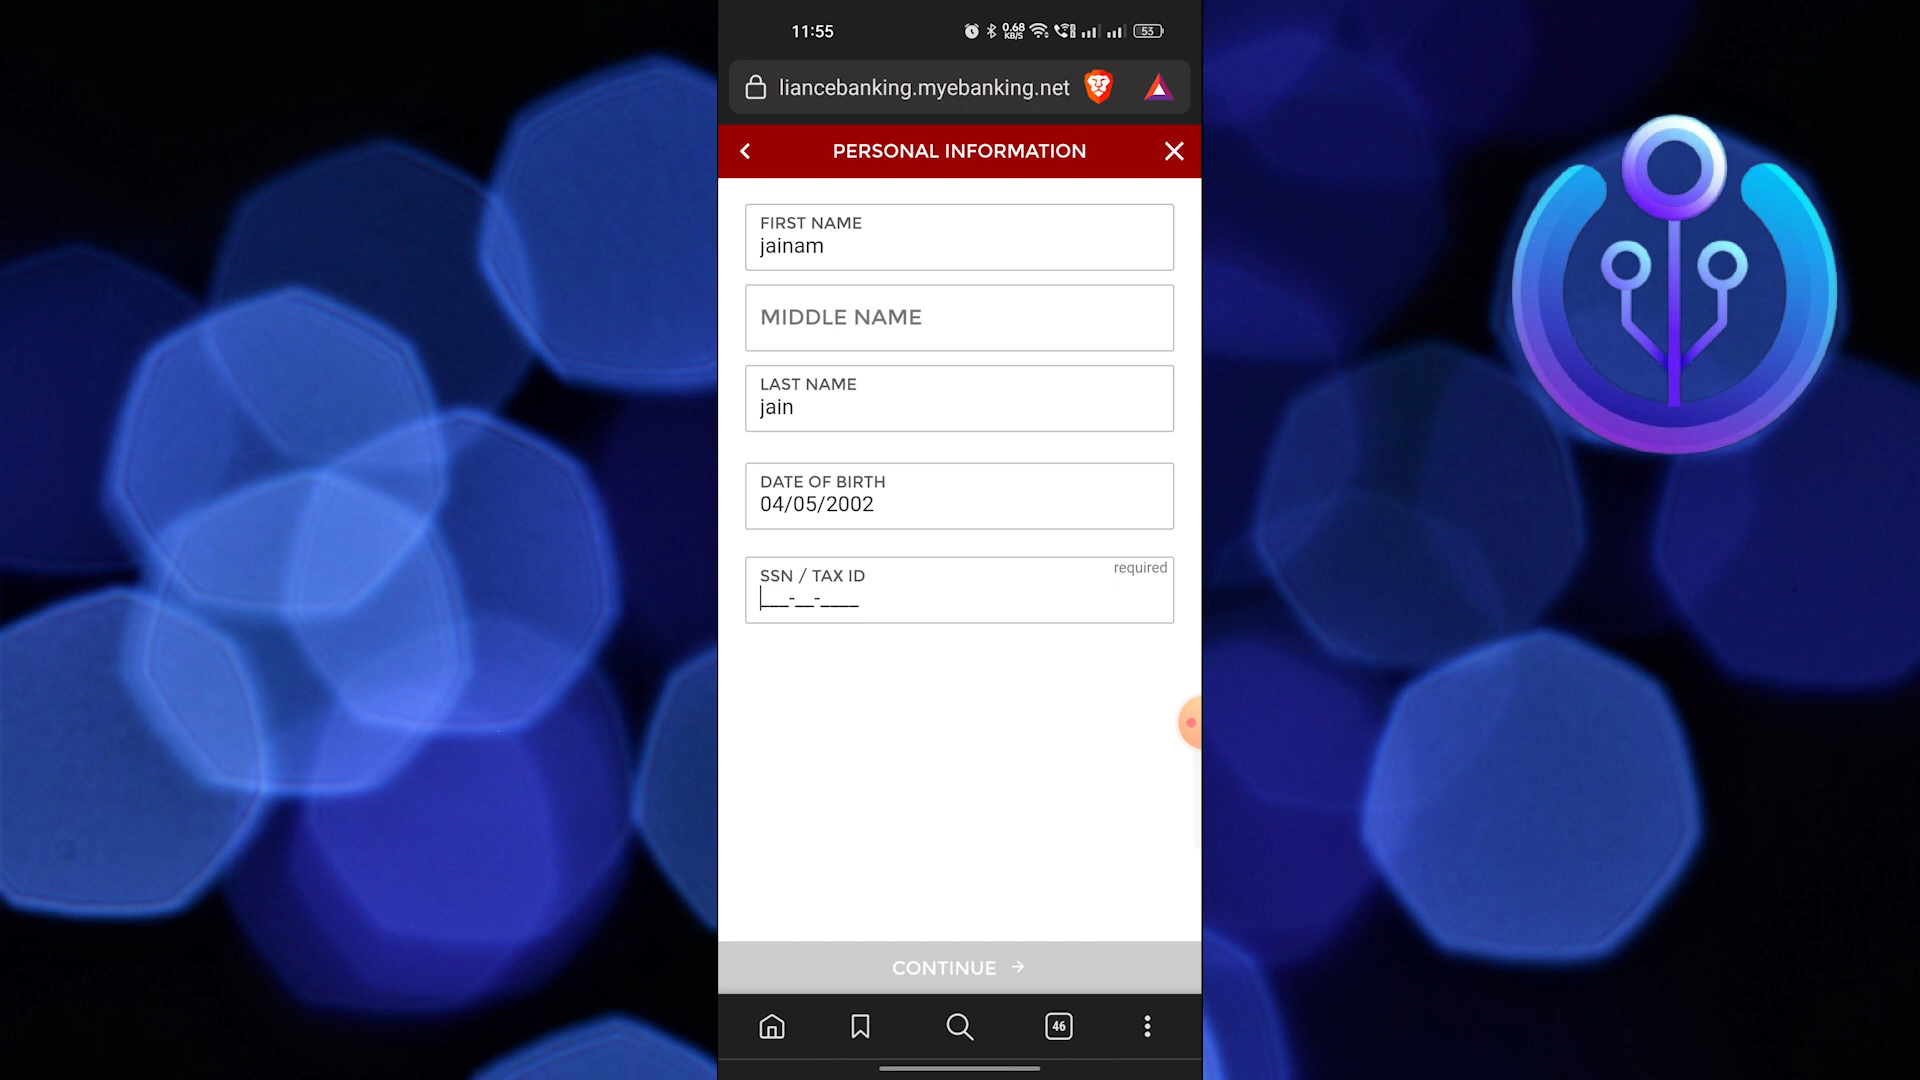 11:55
0.68
KB/S
53
liancebanking.myebanking.net
PERSONAL INFORMATION
FIRST NAME
jainam
MIDDLE NAME
LAST NAME
jain
DATE OF BIRTH
04/05/2002
SSN / TAX ID
required
___-__-____
CONTINUE
46